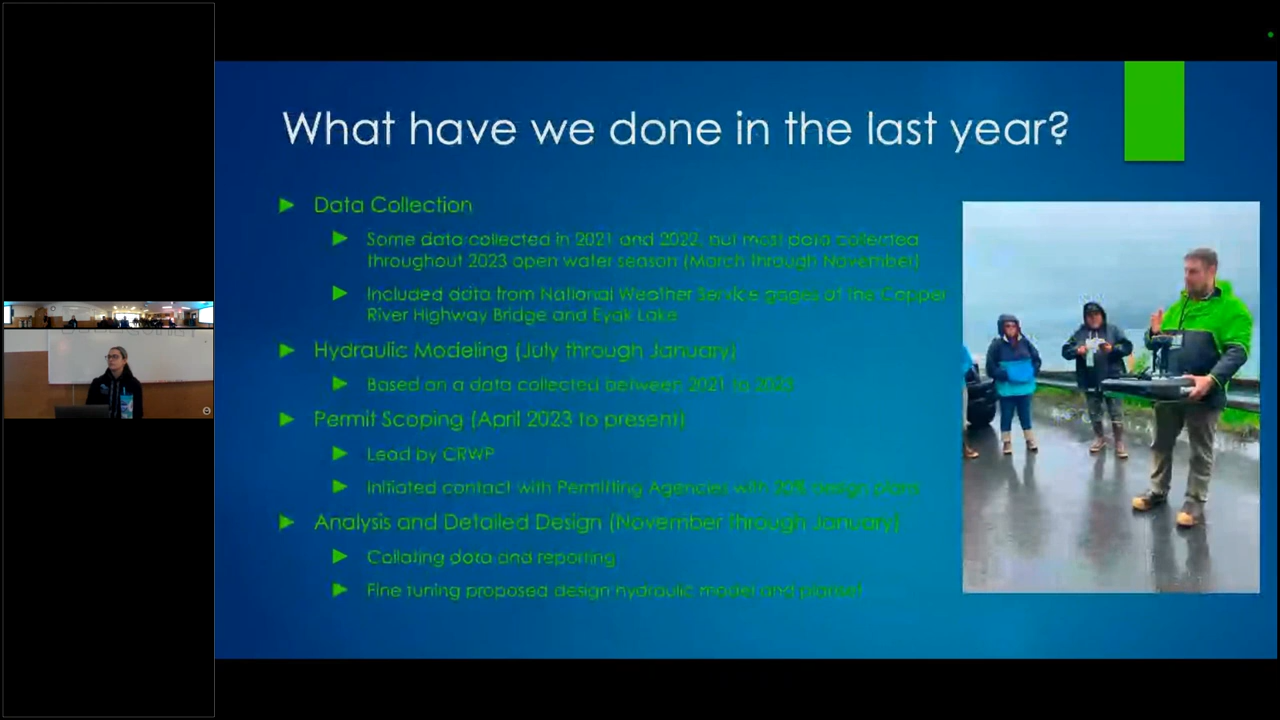 What have we done in the last year?
Data Collection
Some data collected in 2021 and 2022, but most data collected
throughout 2023 open water season (March through November)
Included data from National Weather Service gages at the Copper
River Highway Bridge and Eyak Lake
Hydraulic Modeling (July through January)
Based on a data collected between 2021 to 2023
Permit Scoping (April 2023 to present)
Lead by CRWP
Initiated contact with Permitting Agencies with design plans
Analysis and Detailed Design (November through January)
Collating data and reporting
Fine tuning proposed design hydraulic model and